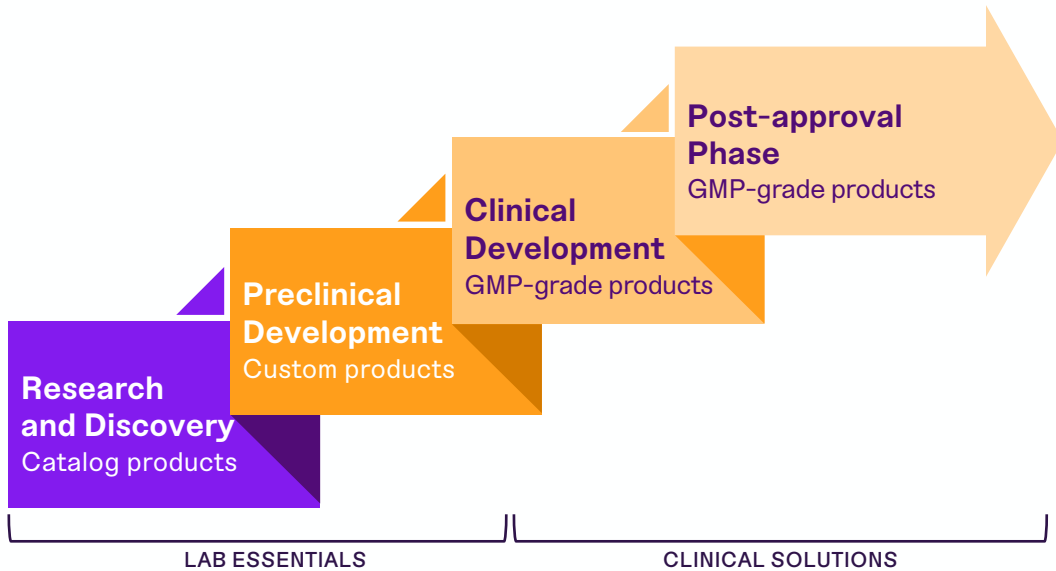 Research
and Discovery
Catalog products
Preclinical
Development
Custom products
Clinical
Development
GMP-grade products
Post-approval
Phase
GMP-grade products
LAB ESSENTIALS
CLINICAL SOLUTIONS